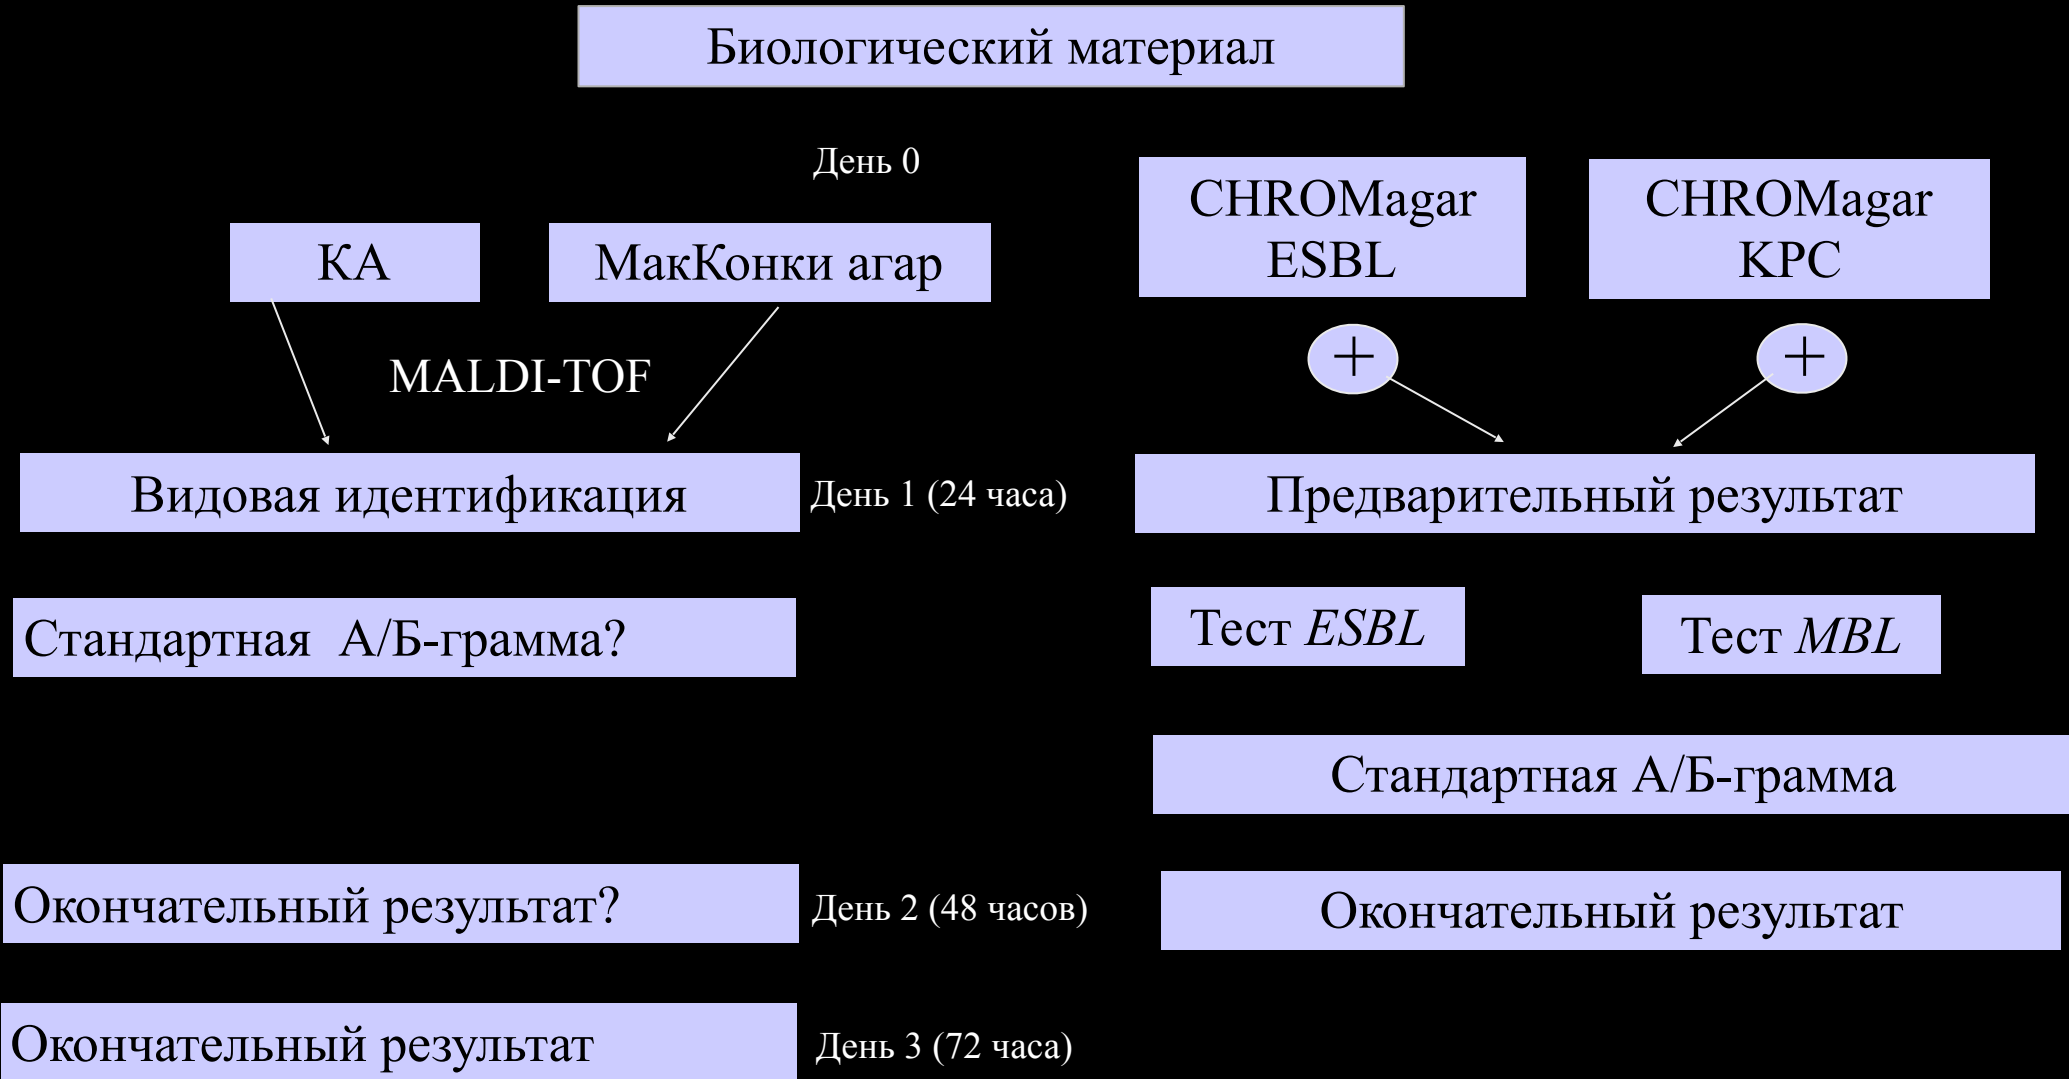 Биологический материал
День 0
КА
МакКонки агар
CHROMagar
ESBL
CHROMagar
KPC
+
+
MALDI-TOF
Видовая идентификация
День 1 (24 часа)
Предварительный результат
Стандартная А/Б-грамма?
Тест ESBL
Тест MBL
Стандартная А/Б-грамма
Окончательный результат?
День 2 (48 часов)
Окончательный результат
Окончательный результат
День 3 (72 часа)